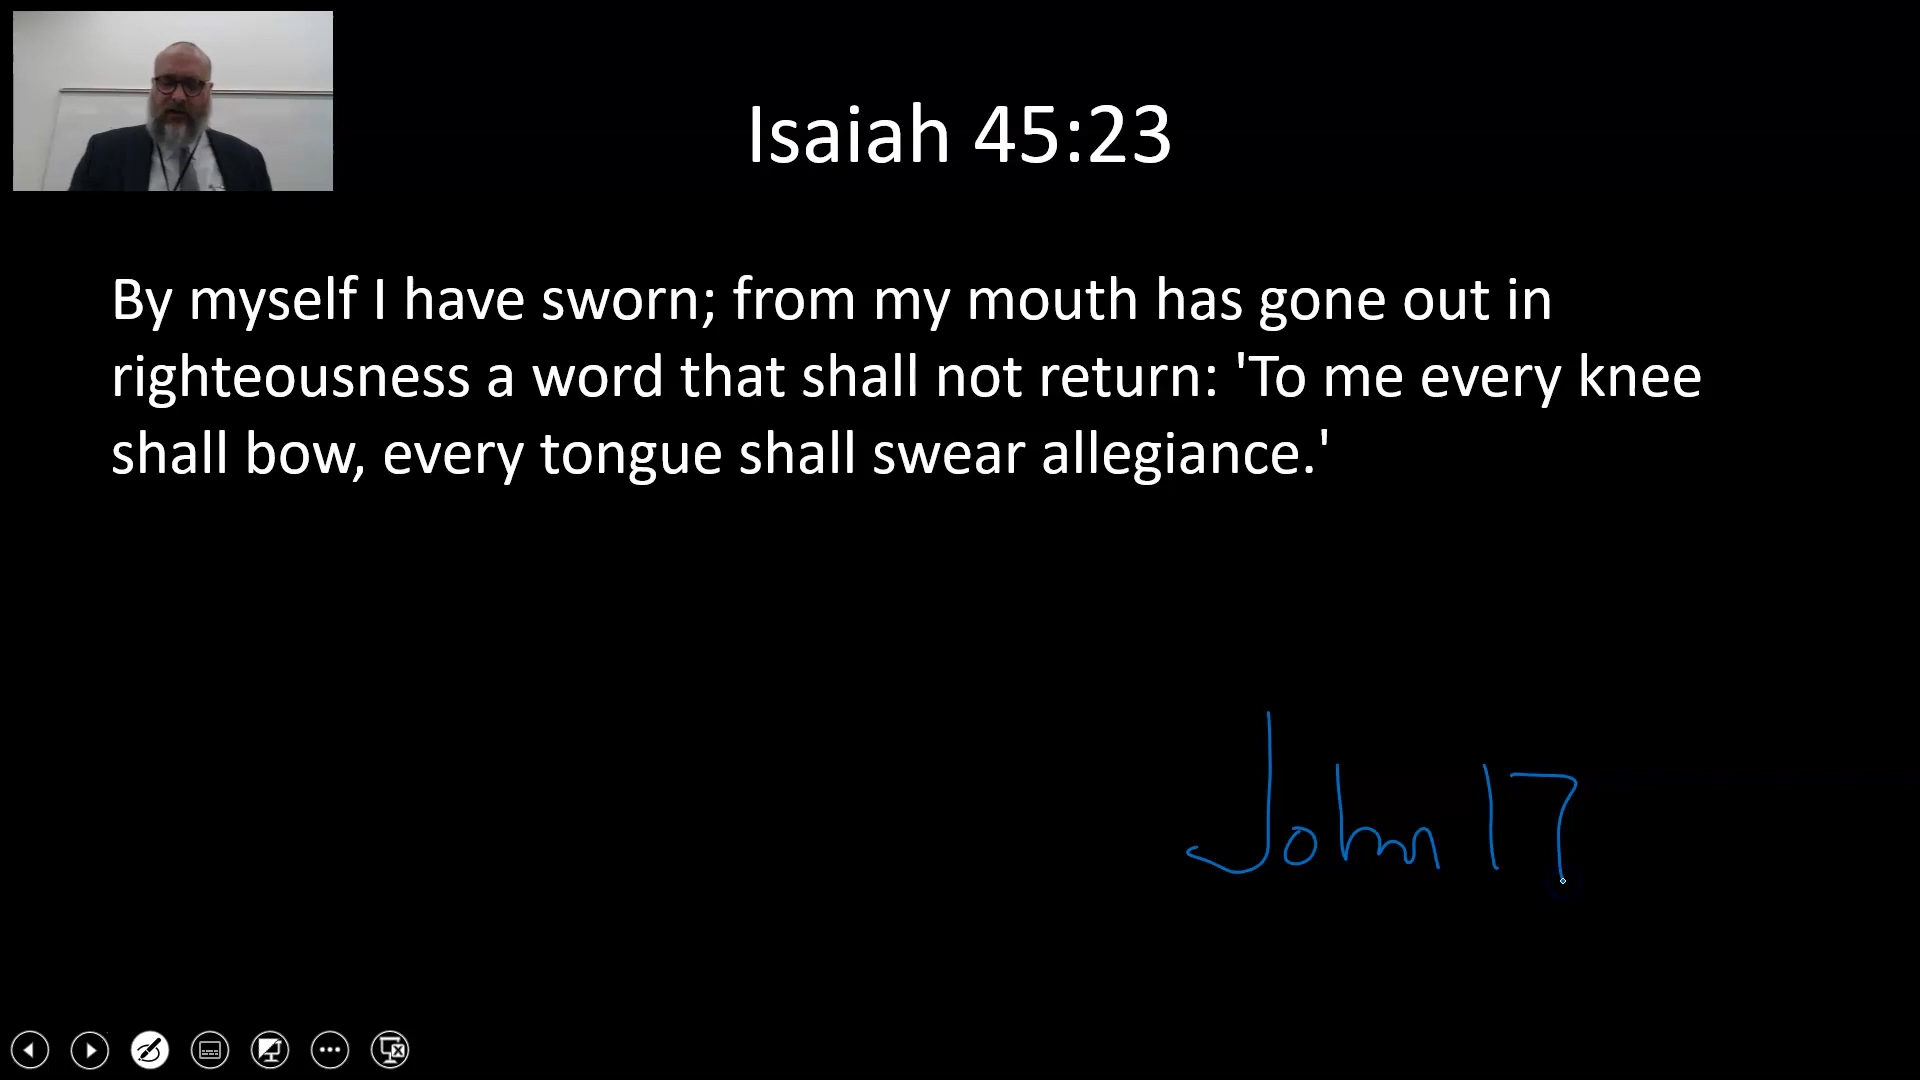 Isaiah 45:23
By myself I have sworn; from my mouth has gone out in
righteousness a word that shall not return: 'To me every knee
shall bow, every tongue shall swear allegiance.'
John 17